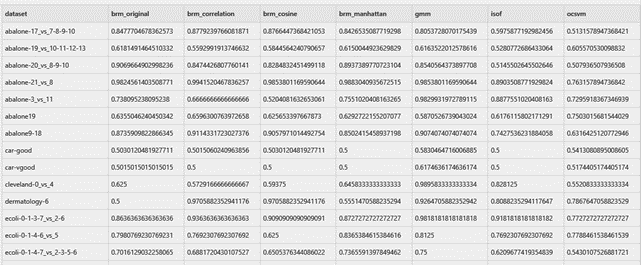 dataset brm_original brm_correlation brm_cosine brm_manhattan gmm isof ocsvm
abalone-17_vs_7-8-9-10 0.8477704678362573 0.8779239766081871 0.876644736842105 0.8426535087719298 0.8053728070175439 0.5975877192982456 0.5131578947368421
abalone-19_vs_10-11-12-13 0.6181491464510332 0.5592991913746632 0.5844564240790657 0.6150044923629829 0.6163522012578616 0.5280772686433064 0.605570530098832
abalone-20_vs_8-9-10 0.9069664902998236 0.8474426807760141 0.8284832451499118 0.8937389770723104 0.8540564373897708 0.5145502645502646 0.507936507936508
abalone-21_vs_8 0.9824561403508771 0.9941520467836257 0.9853801169590644 0.9883040935672515 0.9853801169590644 0.8903508771929824 0.763157894736842
abalone-3_vs_11 0.738095238095238 0.6666666666666666 0.5204081632653061 0.7551020408163265 0.9829931972789115 0.8877551020408163 0.7295918367346939
abalone19 0.6355046240450342 0.6596300763972658 0.625653397667873 0.6292722155207077 0.5870526739043024 0.6176115802171291 0.7503015681544029
abalone9-18 0.8735909822866345 0.9114331723027376 0.9057971014492754 0.8502415458937198 0.9074074074074074 0.7427536231884058 0.6316425120772946
car-good 0.5030120481927711 0.5015060240963856 0.5030120481927711 0.5 0.5830464716006885 0.5 0.5413080895008605
car-vgood 0.5015015015015015 0.5 0.5 0.5 0.6174636174636174 0.5 0.5174405174405174
cleveland-0_vs_4 0.625 0.5729166666666667 0.59375 0.6458333333333333 0.9895833333333334 0.828125 0.5520833333333334
dermatology-6 0.5 0.9705882352941176 0.9705882352941176 0.5551470588235294 0.9264705882352942 0.8088235294117647 0.7867647058823529
ecoli-0-1-3-7_vs_2-6 0.8636363636363636 0.9363636363636363 0.9090909090909091 0.8727272727272727 0.9818181818181818 0.9181818181818182 0.7727272727272727
ecoli-0-1-4-6_vs_5 0.7980769230769231 0.7692307692307692 0.625 0.8365384615384616 0.8125 0.7692307692307692 0.7788461538461539
ecoli-0-1-4-7_vs_2-3-5-6 0.7016129032258065 0.6881720430107527 0.6505376344086022 0.7365591397849462 0.75 0.6209677419354839 0.5430107526881721